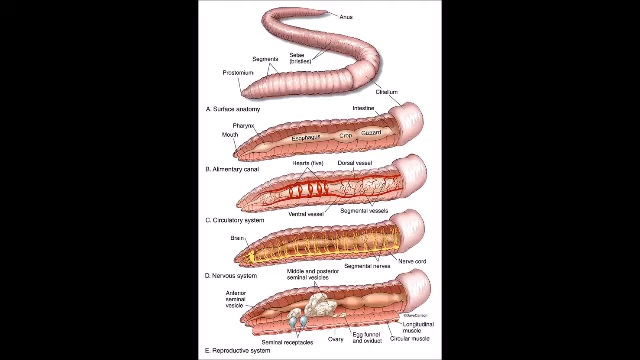 Anus
Setae
(bristles)
Segments
Prostomium
Clitellum
A. Surface anatomy
Intestine
Pharynx
Mouth
Esophagus
Crop
Gizzard
B. Alimentary canal
Hearts (five)
Dorsal vessel
Ventral vessel
Segmental vessels
C. Circulatory system
Brain
Nerve cord
Segmental nerves
D. Nervous system
Middle and posterior
seminal vesicles
Anterior
seminal
vesicle
Longitudinal
muscle
Circular muscle
Egg funnel
and oviduct
Ovary
Seminal receptacles
E. Reproductive system